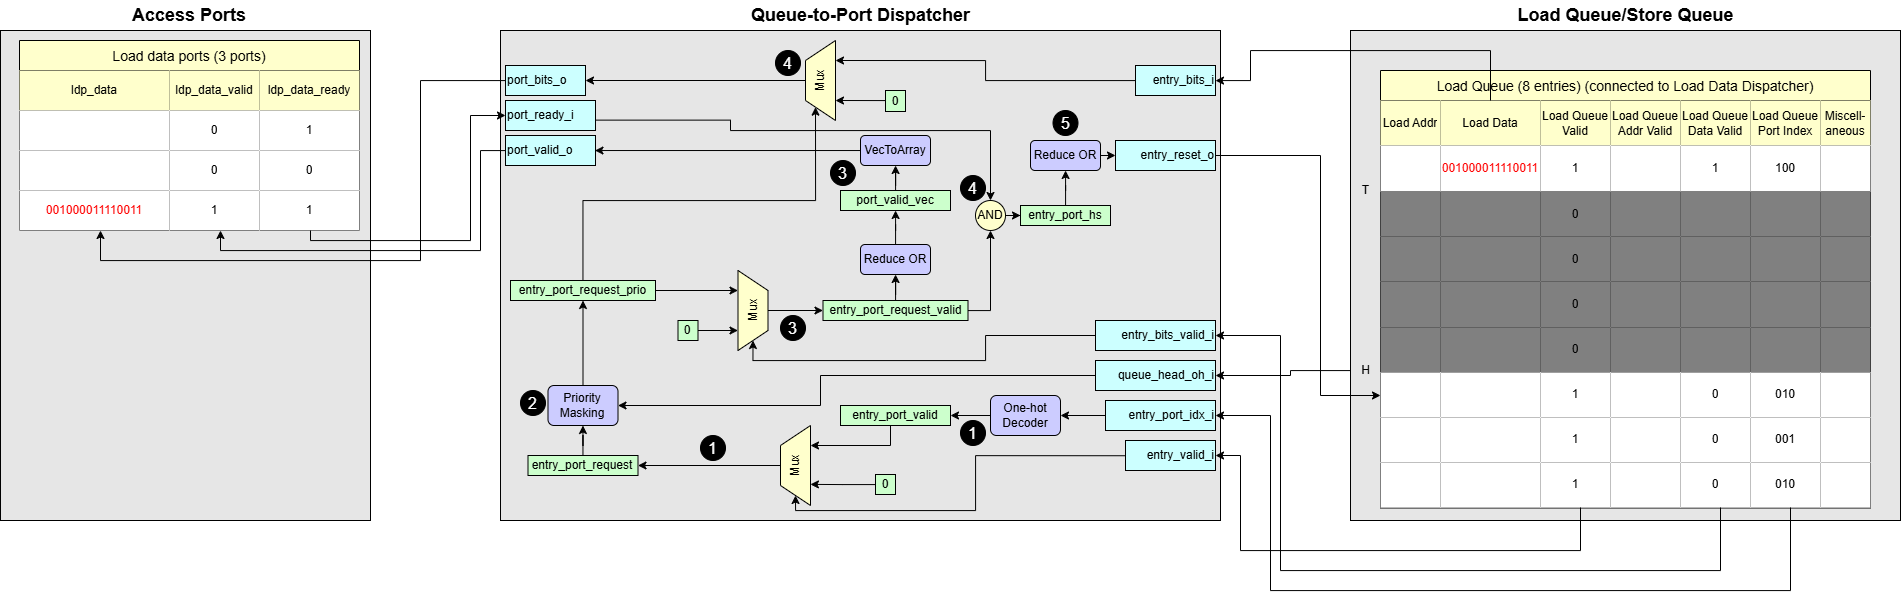 Access Ports
Load data ports (3 ports)
ldp_data ldp_data_valid ldp_data_ready
0 1
0 0
001000011110011 1 1
Queue-to-Port Dispatcher
port_bits_o
port_ready_i
port_valid_o
4
Mux
0
entry_bits_i
VecToArray
3
port_valid_vec
Reduce OR
5
Reduce OR
entry_reset_o
4
AND
entry_port_hs
entry_port_request_prio
0
Mux
3
entry_port_request_valid
entry_bits_valid_i
queue_head_oh_i
2
Priority
Masking
entry_port_valid
1
One-hot
Decoder
entry_port_idx_i
entry_port_request
1
Mux
0
entry_valid_i
Load Queue/Store Queue
Load Queue (8 entries) (connected to Load Data Dispatcher)
Load Addr
Load Data
Load Queue
Valid
Load Queue
Addr Valid
Load Queue
Data Valid
Load Queue
Port Index
Miscell-
aneous
001000011110011 1 1 100
T
0
0
0
0
H
1 0 010
1 0 001
1 0 010